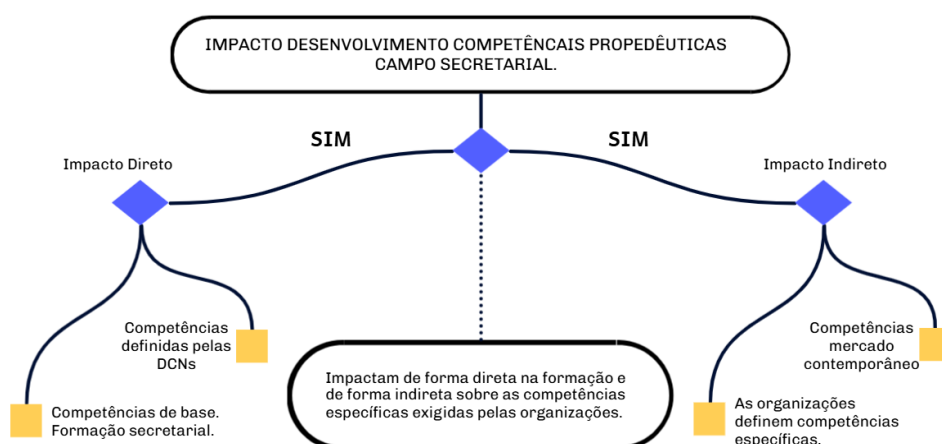 IMPACTO DESENVOLVIMENTO COMPETÊNCAIS PROPEDÊUTICAS
CAMPO SECRETARIAL.
SIM
SIM
Impacto Direto
Impacto Indireto
Competências
definidas pelas
DCNs
Competências
mercado
contemporâneo
Impactam de forma direta na formação e
de forma indireta sobre as competências
específicas exigidas pelas organizações.
Competências de base.
Formação secretarial.
As organizações
definem competências
específicas.